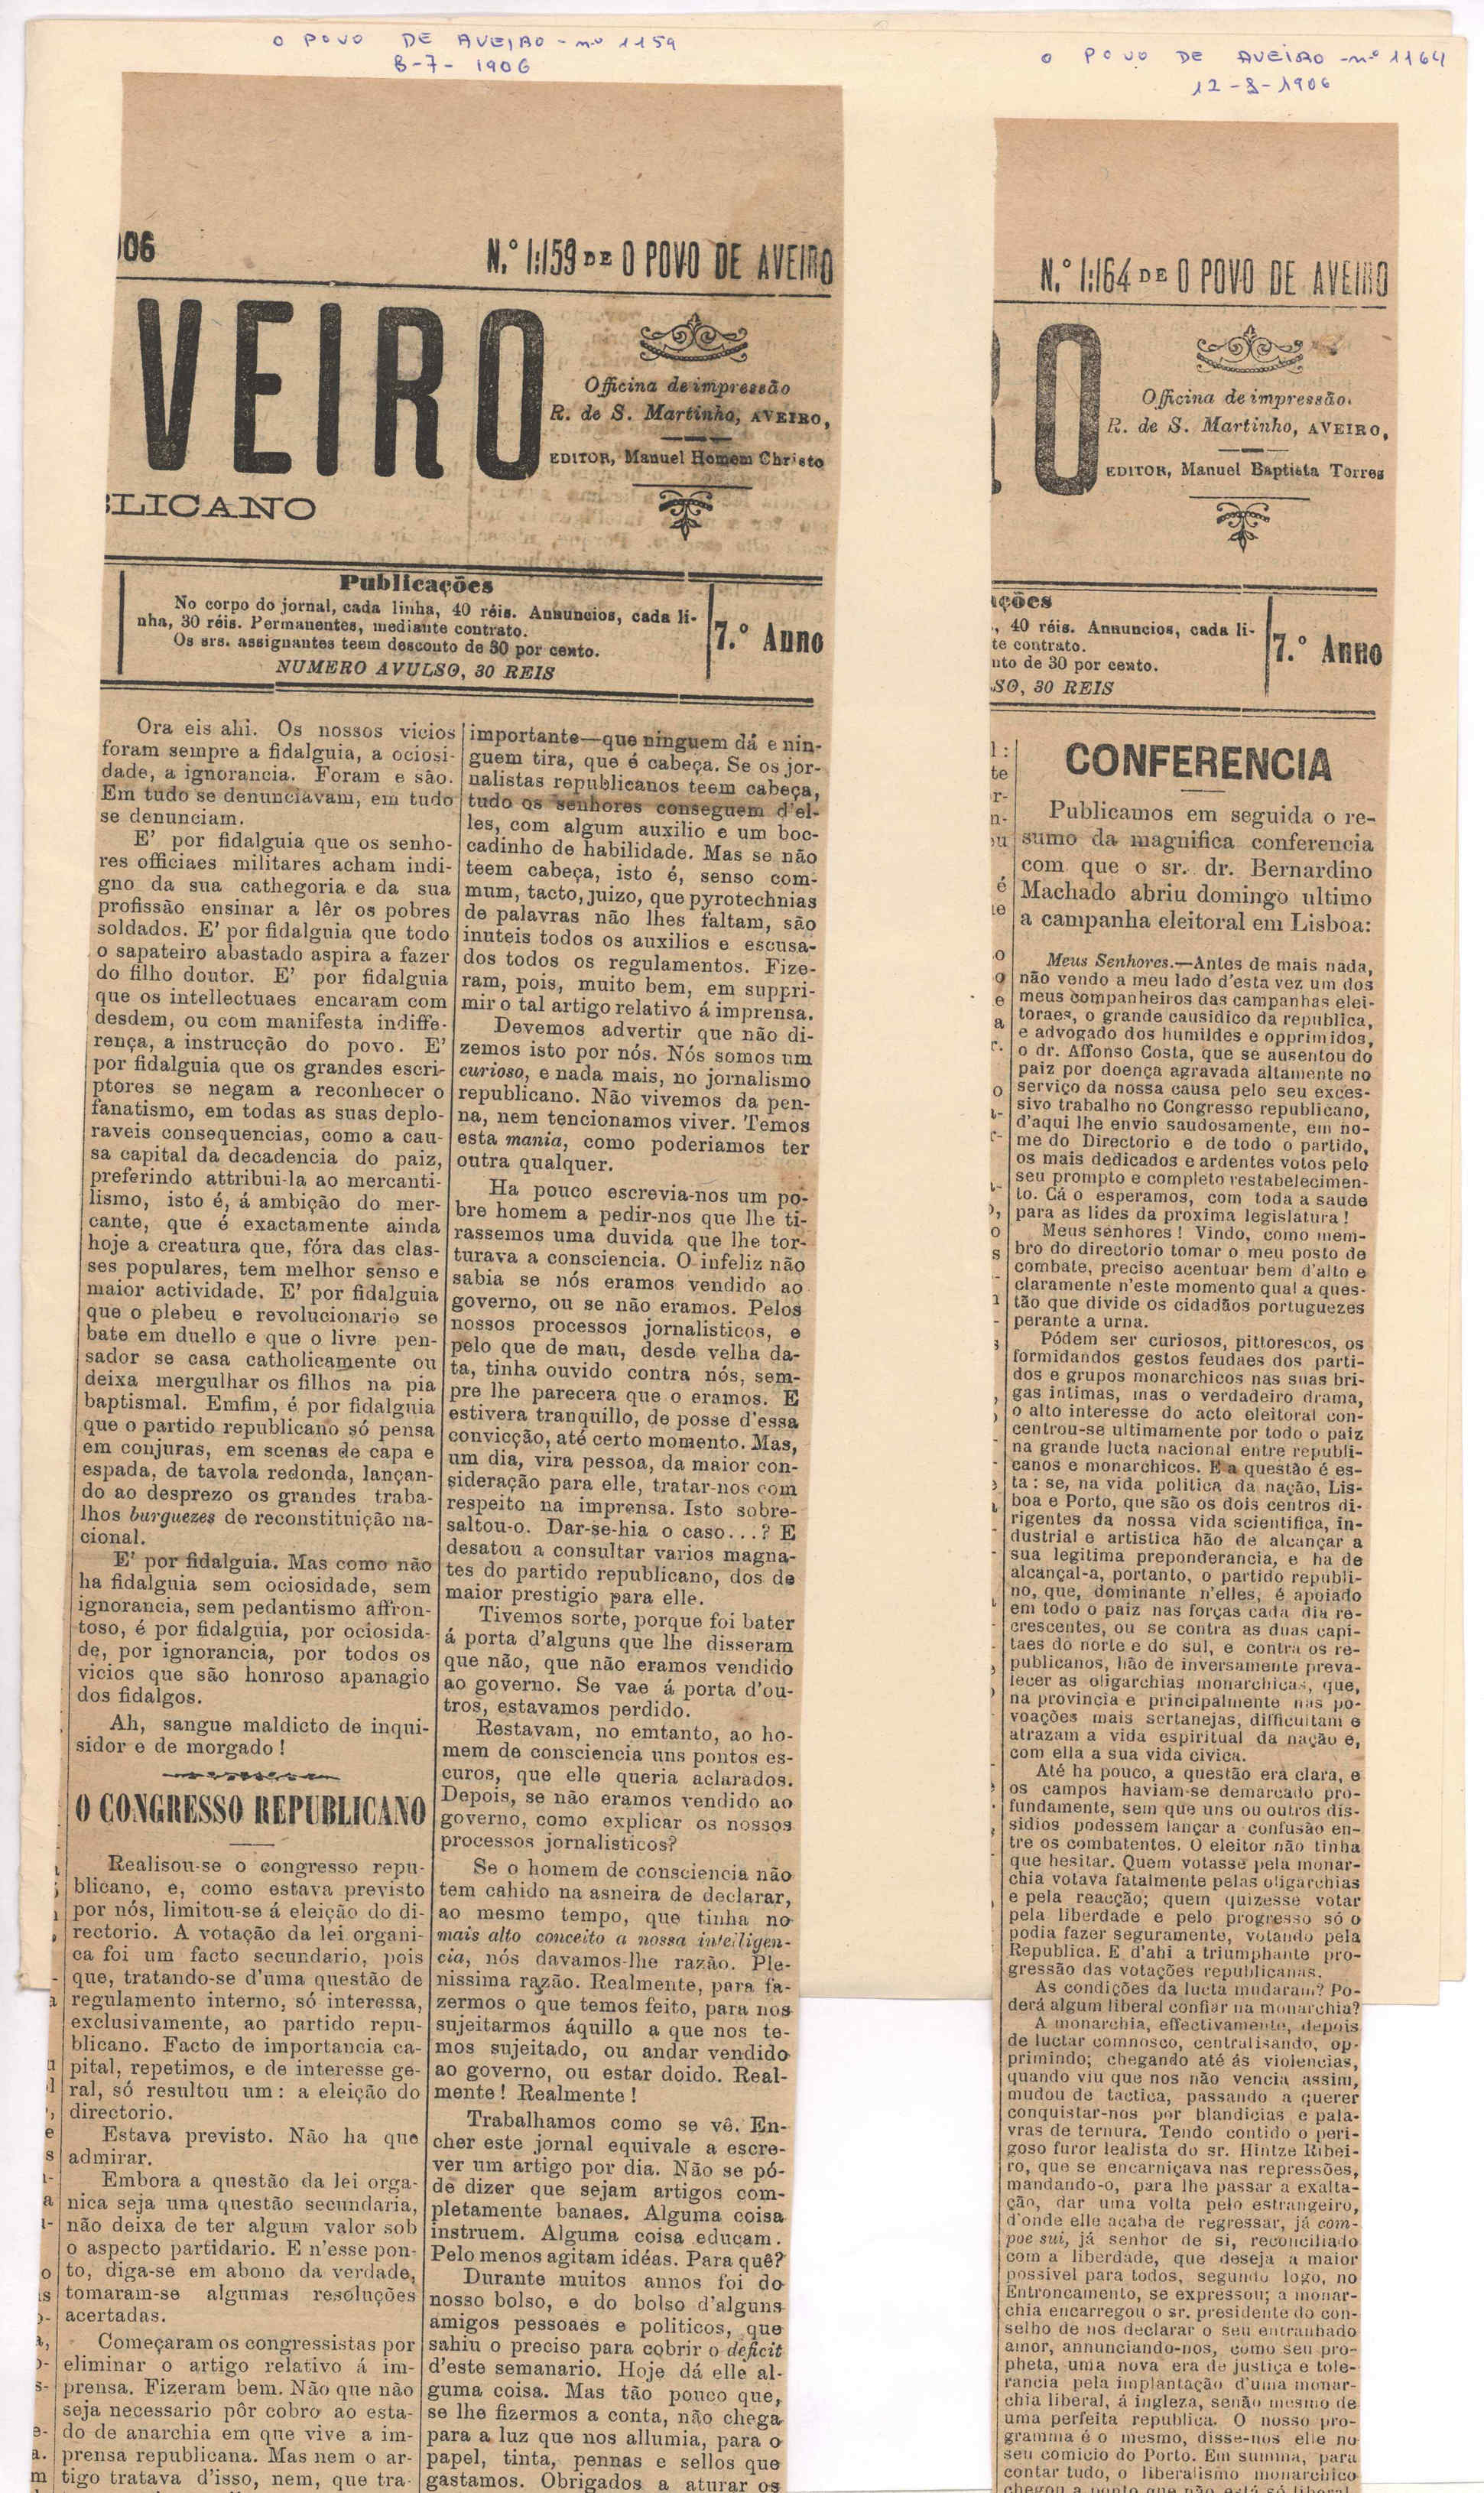 O POVO DE AVEIRO - nº 1159
8-7-1906
O POVO DE AVEIRO - nº 1164
12-8-1906
906
N.º 1:159 DE O POVO DE AVEIRO
VEIRO
Officina de impressão
R. de S. Martinho, AVEIRO,
EDITOR, Manuel Homem Christo
BLICANO
Publicações
No corpo do jornal, cada linha, 40 réis. Annuncios, cada li-
nha, 30 réis. Permanentes, mediante contrato.
Os srs. assignantes teem desconto de 30 por cento.
NUMERO AVULSO, 30 REIS
7.º Anno
Ora eis ahi. Os nossos vicios
foram sempre a fidalguia, a ociosi-
dade, a ignorancia. Foram e são.
Em tudo se denunciavam, em tudo
se denunciam.
E' por fidalguia que os senho-
res officiaes militares acham indi-
gno da sua cathegoria e da sua
profissão ensinar a lêr os pobres
soldados. E' por fidalguia que todo
o sapateiro abastado aspira a fazer
do filho doutor. E' por fidalguia
que os intellectuaes encaram com
desdem, ou com manifesta indiffe-
rença, a instrucção do povo. E'
por fidalguia que os grandes escri-
ptores se negam a reconhecer o
fanatismo, em todas as suas deplo-
raveis consequencias, como a cau-
sa capital da decadencia do paiz,
preferindo attribui-la ao mercanti-
lismo, isto é, á ambição do mer-
cante, que é exactamente ainda
hoje a creatura que, fóra das clas-
ses populares, tem melhor senso e
maior actividade. E' por fidalguia
que o plebeu e revolucionario se
bate em duello e que o livre pen-
sador se casa catholicamente ou
deixa mergulhar os filhos na pia
baptismal. Emfim, é por fidalguia
que o partido republicano só pensa
em conjuras, em scenas de capa e
espada, de tavola redonda, lançan-
do ao desprezo os grandes traba-
lhos burguezes de reconstituição na-
cional.
E' por fidalguia. Mas como não
ha fidalguia sem ociosidade, sem
ignorancia, sem pedantismo affron-
toso, é por fidalguia, por ociosida-
de, por ignorancia, por todos os
vicios que são honroso apanagio
dos fidalgos.
Ah, sangue maldicto de inqui-
sidor e de morgado!
O CONGRESSO REPUBLICANO
Realisou-se o congresso repu-
blicano, e, como estava previsto
por nós, limitou-se á eleição do di-
rectorio. A votação da lei organi-
ca foi um facto secundario, pois
que, tratando-se d'uma questão de
regulamento interno, só interessa,
exclusivamente, ao partido repu-
blicano. Facto de importancia ca-
pital, repetimos, e de interesse ge-
ral, só resultou um: a eleição do
directorio.
Estava previsto. Não ha que
admirar.
Embora a questão da lei orga-
nica seja uma questão secundaria,
não deixa de ter algum valor sob
o aspecto partidario. E n'esse pon-
to, diga-se em abono da verdade,
tomaram-se algumas resoluções
acertadas.
Começaram os congressistas por
eliminar o artigo relativo á im-
prensa. Fizeram bem. Não que não
seja necessario pôr cobro ao esta-
do de anarchia em que vive a im-
prensa republicana. Mas nem o ar-
tigo tratava d'isso, nem, que tra-
importante—que ninguem dá e nin-
guem tira, que é cabeça. Se os jor-
nalistas republicanos teem cabeça,
tudo os senhores conseguem d'el-
les, com algum auxilio e um boc-
cadinho de habilidade. Mas se não
teem cabeça, isto é, senso com-
mum, tacto, juizo, que pyrotechnias
de palavras não lhes faltam, são
inuteis todos os auxilios e escusa-
dos todos os regulamentos. Fize-
ram, pois, muito bem, em suppri-
mir o tal artigo relativo á imprensa.
Devemos advertir que não di-
zemos isto por nós. Nós somos um
curioso, e nada mais, no jornalismo
republicano. Não vivemos da pen-
na, nem tencionamos viver. Temos
esta mania, como poderiamos ter
outra qualquer.
Ha pouco escrevia-nos um po-
bre homem a pedir-nos que lhe ti-
rassemos uma duvida que lhe tor-
turava a consciencia. O infeliz não
sabia se nós eramos vendido ao
governo, ou se não eramos. Pelos
nossos processos jornalisticos, e
pelo que de mau, desde velha da-
ta, tinha ouvido contra nós, sem-
pre lhe parecera que o eramos. E
estivera tranquillo, de posse d'essa
convicção, até certo momento. Mas,
um dia, vira pessoa, da maior con-
sideração para elle, tratar-nos com
respeito na imprensa. Isto sobre-
saltou-o. Dar-se-hia o caso...? E
desatou a consultar varios magna-
tes do partido republicano, dos de
maior prestigio para elle.
Tivemos sorte, porque foi bater
á porta d'alguns que lhe disseram
que não, que não eramos vendido
ao governo. Se vae á porta d'ou-
tros, estavamos perdido.
Restavam, no emtanto, ao ho-
mem de consciencia uns pontos es-
curos, que elle queria aclarados.
Depois, se não eramos vendido ao
governo, como explicar os nossos
processos jornalisticos?
Se o homem de consciencia não
tem cahido na asneira de declarar,
ao mesmo tempo, que tinha no
mais alto conceito a nossa intelligen-
cia, nós davamos-lhe razão. Ple-
nissima razão. Realmente, para fa-
zermos o que temos feito, para nos
sujeitarmos áquillo a que nos te-
mos sujeitado, ou andar vendido
ao governo, ou estar doido. Real-
mente! Realmente!
Trabalhamos como se vê. En-
cher este jornal equivale a escre-
ver um artigo por dia. Não se pó-
de dizer que sejam artigos com-
pletamente banaes. Alguma coisa
instruem. Alguma coisa educam.
Pelo menos agitam idéas. Para quê?
Durante muitos annos foi do
nosso bolso, e do bolso d'alguns
amigos pessoaes e politicos, que
sahiu o preciso para cobrir o deficit
d'este semanario. Hoje dá elle al-
guma coisa. Mas tão pouco que,
se lhe fizermos a conta, não chega
para a luz que nos allumia, para o
papel, tinta, pennas e sellos que
gastamos. Obrigados a aturar os
N.º 1:164 DE O POVO DE AVEIRO
RO
Officina de impressão.
R. de S. Martinho, AVEIRO,
EDITOR, Manuel Baptista Torres
ações
, 40 réis. Annuncios, cada li-
te contrato.
nto de 30 por cento.
SO, 30 REIS
7.º Anno
CONFERENCIA
Publicamos em seguida o re-
sumo da magnifica conferencia
com que o sr. dr. Bernardino
Machado abriu domingo ultimo
a campanha eleitoral em Lisboa:
Meus Senhores.—Antes de mais nada,
não vendo a meu lado d'esta vez um dos
meus companheiros das campanhas elei-
toraes, o grande causidico da republica,
e advogado dos humildes e opprimidos,
o dr. Affonso Costa, que se ausentou do
paiz por doença agravada altamente no
serviço da nossa causa pelo seu exces-
sivo trabalho no Congresso republicano,
d'aqui lhe envio saudosamente, em no-
me do Directorio e de todo o partido,
os mais dedicados e ardentes votos pelo
seu prompto e completo restabelecimen-
to. Cá o esperamos, com toda a saude
para as lides da proxima legislatura!
Meus senhores! Vindo, como mem-
bro do directorio tomar o meu posto de
combate, preciso acentuar bem d'alto e
claramente n'este momento qual a ques-
tão que divide os cidadãos portuguezes
perante a urna.
Pódem ser curiosos, pittorescos, os
formidandos gestos feudaes dos parti-
dos e grupos monarchicos nas suas bri-
gas intimas, mas o verdadeiro drama,
o alto interesse do acto eleitoral con-
centrou-se ultimamente por todo o paiz
na grande lucta nacional entre republi-
canos e monarchicos. E a questão é es-
ta: se, na vida politica da nação, Lis-
boa e Porto, que são os dois centros di-
rigentes da nossa vida scientifica, in-
dustrial e artistica hão de alcançar a
sua legitima preponderancia, e ha de
alcançal-a, portanto, o partido republi-
no, que, dominante n'elles, é apoiado
em todo o paiz nas forças cada dia re-
crescentes, ou se contra as duas capi-
taes do norte e do sul, e contra os re-
publicanos, hão de inversamente preva-
lecer as oligarchias monarchicas, que,
na provincia e principalmente nas po-
voações mais sertanejas, difficultam e
atrazam a vida espiritual da nação e,
com ella a sua vida civica.
Até ha pouco, a questão era clara, e
os campos haviam-se demarcado pro-
fundamente, sem que uns ou outros dis-
sidios podessem lançar a confusão en-
tre os combatentes. O eleitor não tinha
que hesitar. Quem votasse pela monar-
chia votava fatalmente pelas oligarchias
e pela reacção; quem quizesse votar
pela liberdade e pelo progresso só o
podia fazer seguramente, votando pela
Republica. E d'ahi a triumphante pro-
gressão das votações republicanas.
As condições da lucta mudaram? Po-
derá algum liberal confiar na monarchia?
A monarchia, effectivamente, depois
de luctar comnosco, centralisando, op-
primindo; chegando até ás violencias,
quando viu que nos não vencia assim,
mudou de tactica, passando a querer
conquistar-nos por blandicias e pala-
vras de ternura. Tendo contido o peri-
goso furor lealista do sr. Hintze Ribei-
ro, que se encarniçava nas repressões,
mandando-o, para lhe passar a exalta-
ção, dar uma volta pelo estrangeiro,
d'onde elle acaba de regressar, já com-
poe sui, já senhor de si, reconciliado
com a liberdade, que deseja a maior
possivel para todos, segundo logo, no
Entroncamento, se expressou; a monar-
chia encarregou o sr. presidente do con-
selho de nos declarar o seu entranhado
amor, annunciando-nos, como seu pro-
pheta, uma nova era de justiça e tole-
rancia pela implantação d'uma monar-
chia liberal, á ingleza, senão mesmo de
uma perfeita republica. O nosso pro-
gramma é o mesmo, disse-nos elle no
seu comicio do Porto. Em summa, para
contar tudo, o liberalismo monarchico
chegou a ponto que não está só liberal